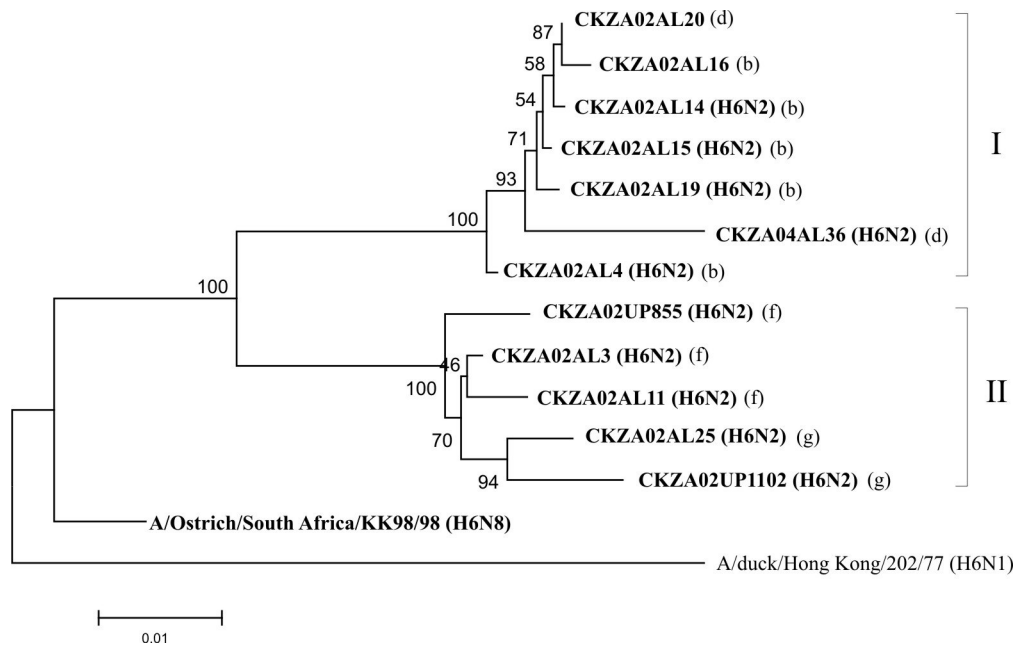 CKZA02AL20 (d)
87
58
CKZA02AL16 (b)
54
CKZA02AL14 (H6N2) (b)
71
CKZA02AL15 (H6N2) (b)
I
93
CKZA02AL19 (H6N2) (b)
100
CKZA04AL36 (H6N2) (d)
CKZA02AL4 (H6N2) (b)
100
CKZA02UP855 (H6N2) (f)
46
CKZA02AL3 (H6N2) (f)
100
CKZA02AL11 (H6N2) (f)
II
70
CKZA02AL25 (H6N2) (g)
94
CKZA02UP1102 (H6N2) (g)
A/Ostrich/South Africa/KK98/98 (H6N8)
A/duck/Hong Kong/202/77 (H6N1)
0.01